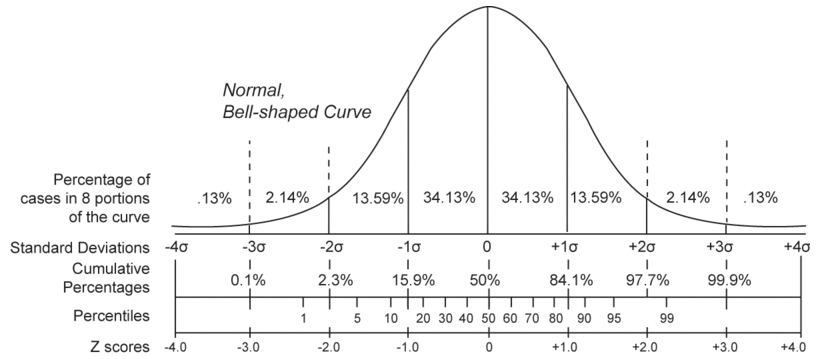 Normal,
Bell-shaped Curve
Percentage of
cases in 8 portions
of the curve
.13% 2.14% 13.59% 34.13% 34.13% 13.59% 2.14% .13%
Standard Deviations -4σ -3σ -2σ -1σ 0 +1σ +2σ +3σ +4σ
Cumulative
Percentages
0.1% 2.3% 15.9% 50% 84.1% 97.7% 99.9%
Percentiles 1 5 10 20 30 40 50 60 70 80 90 95 99
Z scores -4.0 -3.0 -2.0 -1.0 0 +1.0 +2.0 +3.0 +4.0